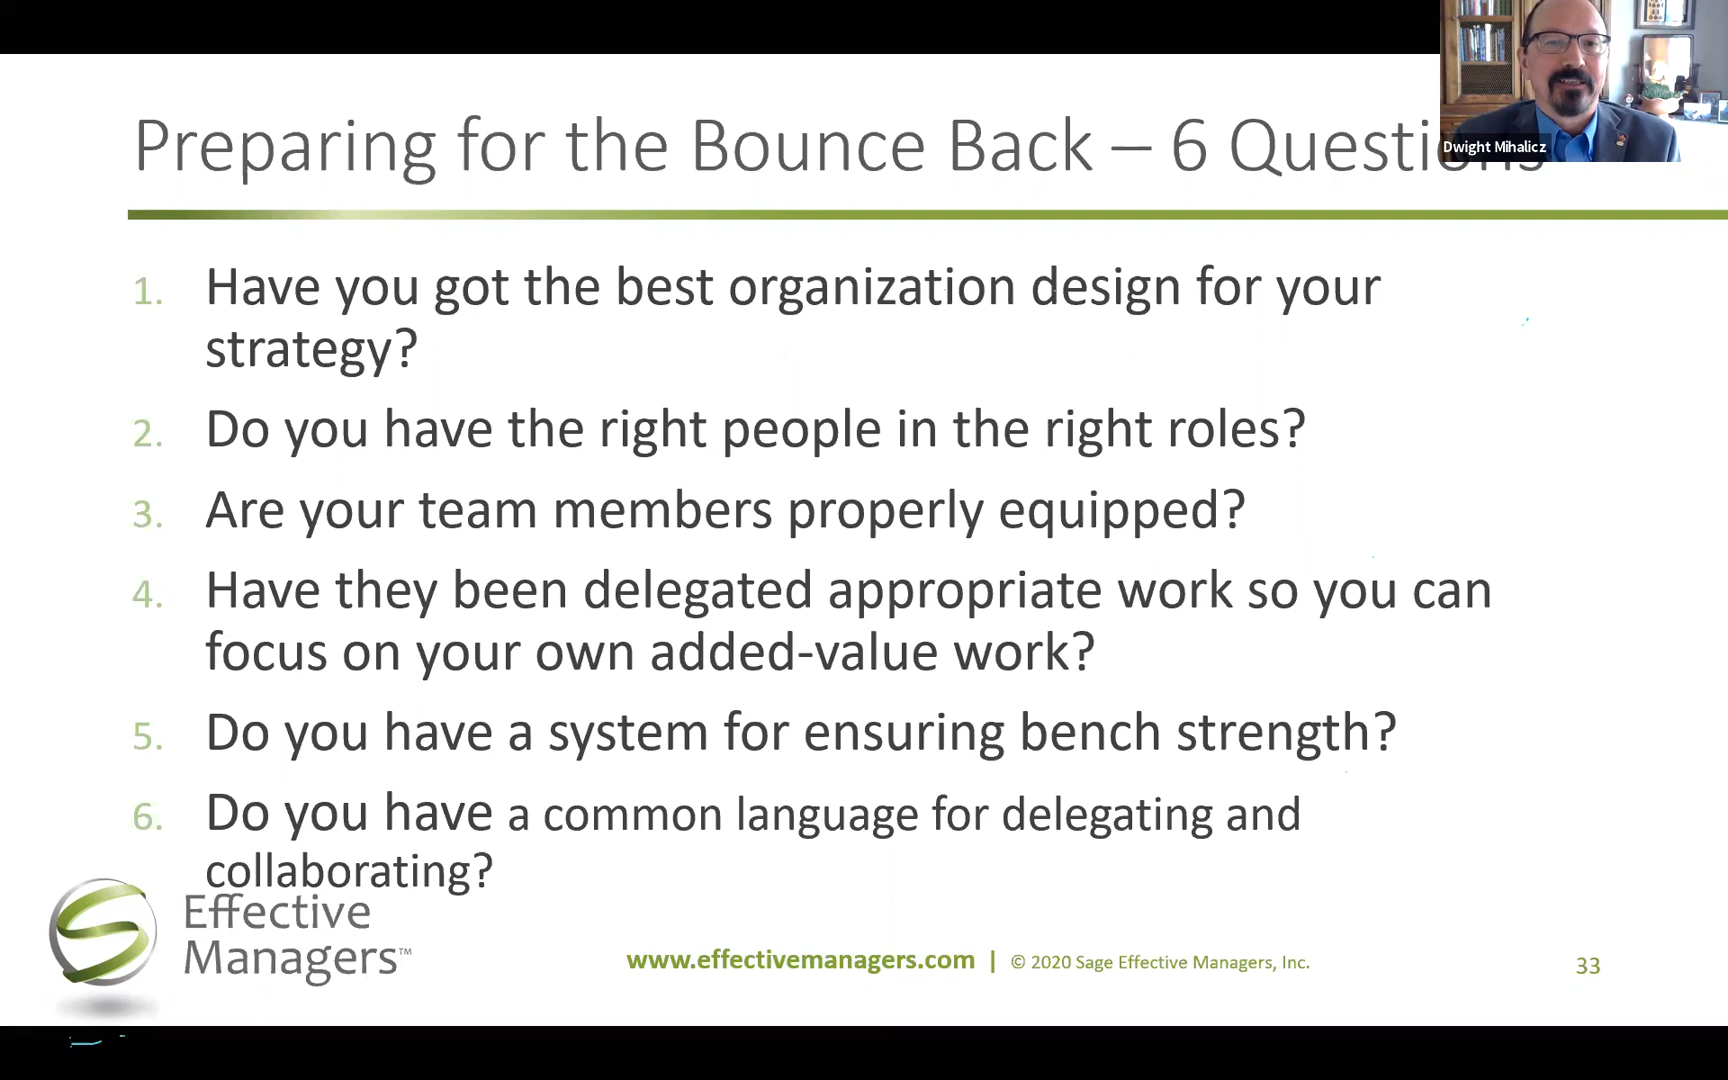 Preparing for the Bounce Back – 6 Questions
Dwight Mihalicz
1. Have you got the best organization design for your
strategy?
2. Do you have the right people in the right roles?
3. Are your team members properly equipped?
4. Have they been delegated appropriate work so you can
focus on your own added-value work?
5. Do you have a system for ensuring bench strength?
6. Do you have a common language for delegating and
collaborating?
Effective
Managers™
www.effectivemanagers.com | © 2020 Sage Effective Managers, Inc.
33